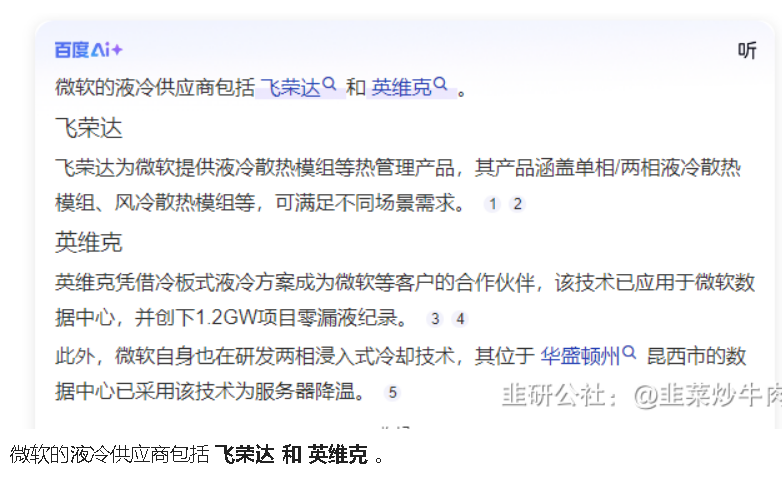 百度Ai+ 听
微软的液冷供应商包括 飞荣达 和 英维克 。
飞荣达
飞荣达为微软提供液冷散热模组等热管理产品，其产品涵盖单相/两相液冷散热
模组、风冷散热模组等，可满足不同场景需求。 1 2
英维克
英维克凭借冷板式液冷方案成为微软等客户的合作伙伴，该技术已应用于微软数
据中心，并创下1.2GW项目零漏液纪录。 3 4
此外，微软自身也在研发两相浸入式冷却技术，其位于 华盛顿州 昆西市的数
据中心已采用该技术为服务器降温。 5
韭研公社：@韭菜炒牛肉
微软的液冷供应商包括 飞荣达 和 英维克 。